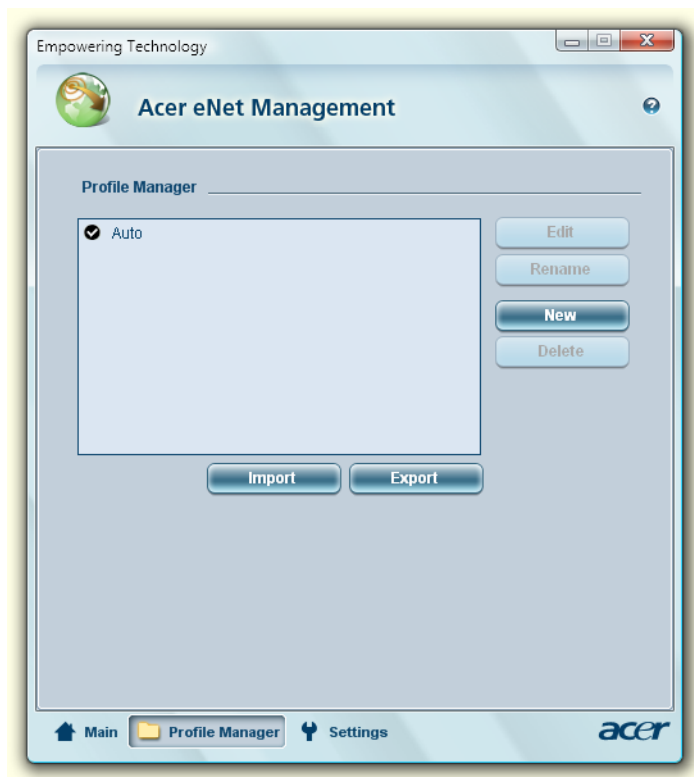 Empowering Technology
Acer eNet Management
Profile Manager
Auto
Edit
Rename
New
Delete
Import
Export
Main
Profile Manager
Settings
acer